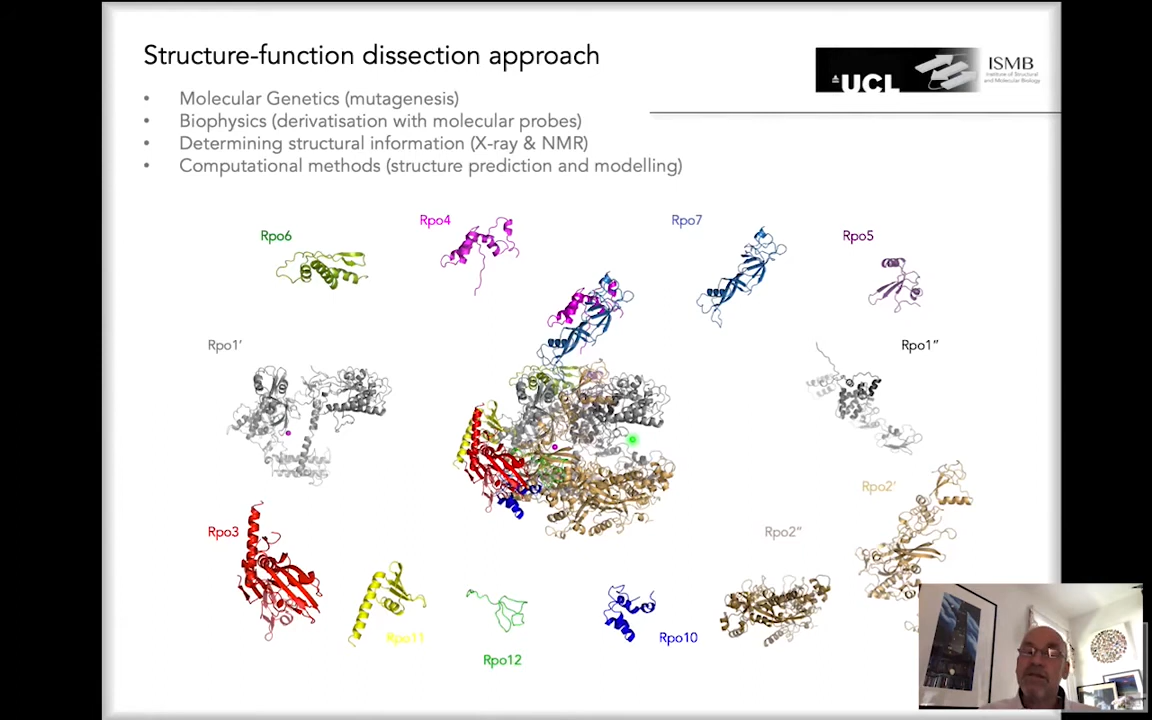 Structure-function dissection approach
UCL
ISMB
Institute of Structural
and Molecular Biology
• Molecular Genetics (mutagenesis)
• Biophysics (derivatisation with molecular probes)
• Determining structural information (X-ray & NMR)
• Computational methods (structure prediction and modelling)
Rpo4
Rpo7
Rpo6
Rpo5
Rpo1'
Rpo1"
Rpo2'
Rpo3
Rpo2"
Rpo11
Rpo10
Rpo12